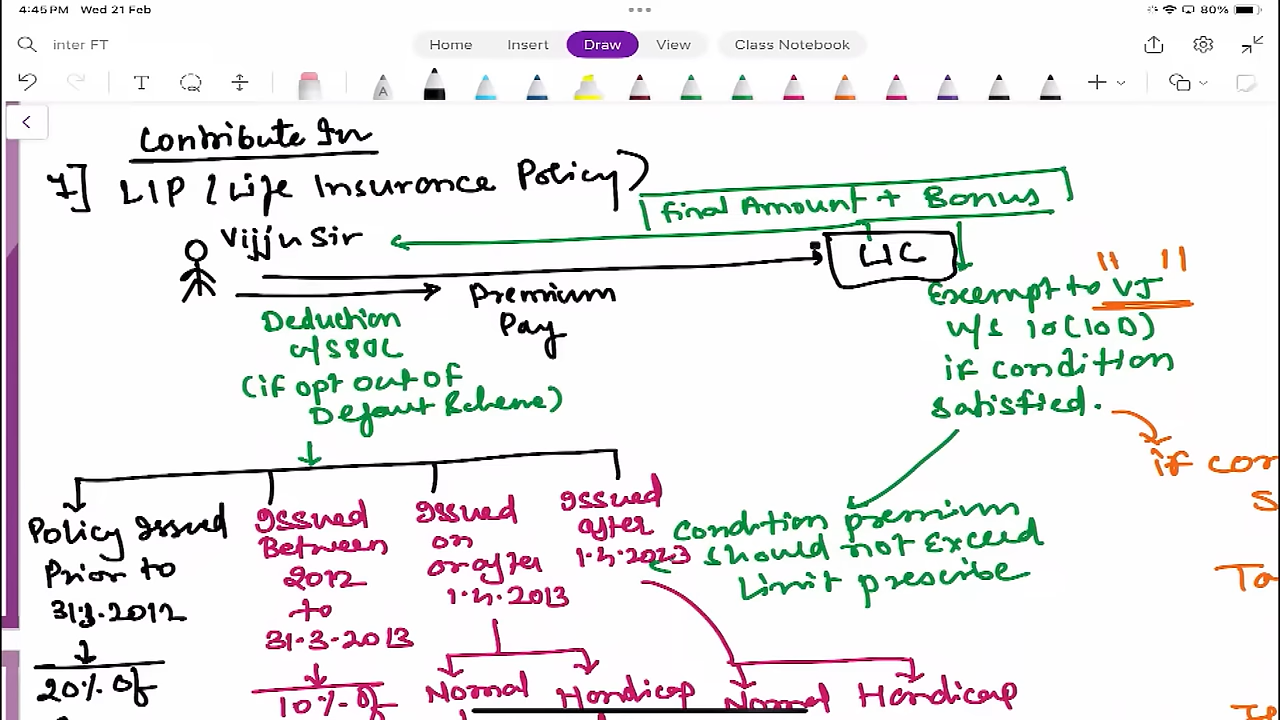 4:45 PM Wed 21 Feb
80%
inter FT
Home Insert Draw View Class Notebook
Contribute In
1] LIP (Life Insurance Policy)
Final Amount + Bonus
Vijju Sir
LIC
Premium
Pay
Exempt to "VJ"
u/s 10(10D)
if condition
satisfied.
Deduction
u/s 80C
(if opt out of
Default Scheme)
if con
S
To
Condition premium
should not exceed
Limit prescribe
Policy Issued
Prior to
31.3.2012
20% of
Issued
Between
2012
to
31.3.2013
10% of
Issued
on
or after
1.4.2013
Normal Handicap
Issued
after
1.4.2023
Normal Handicap